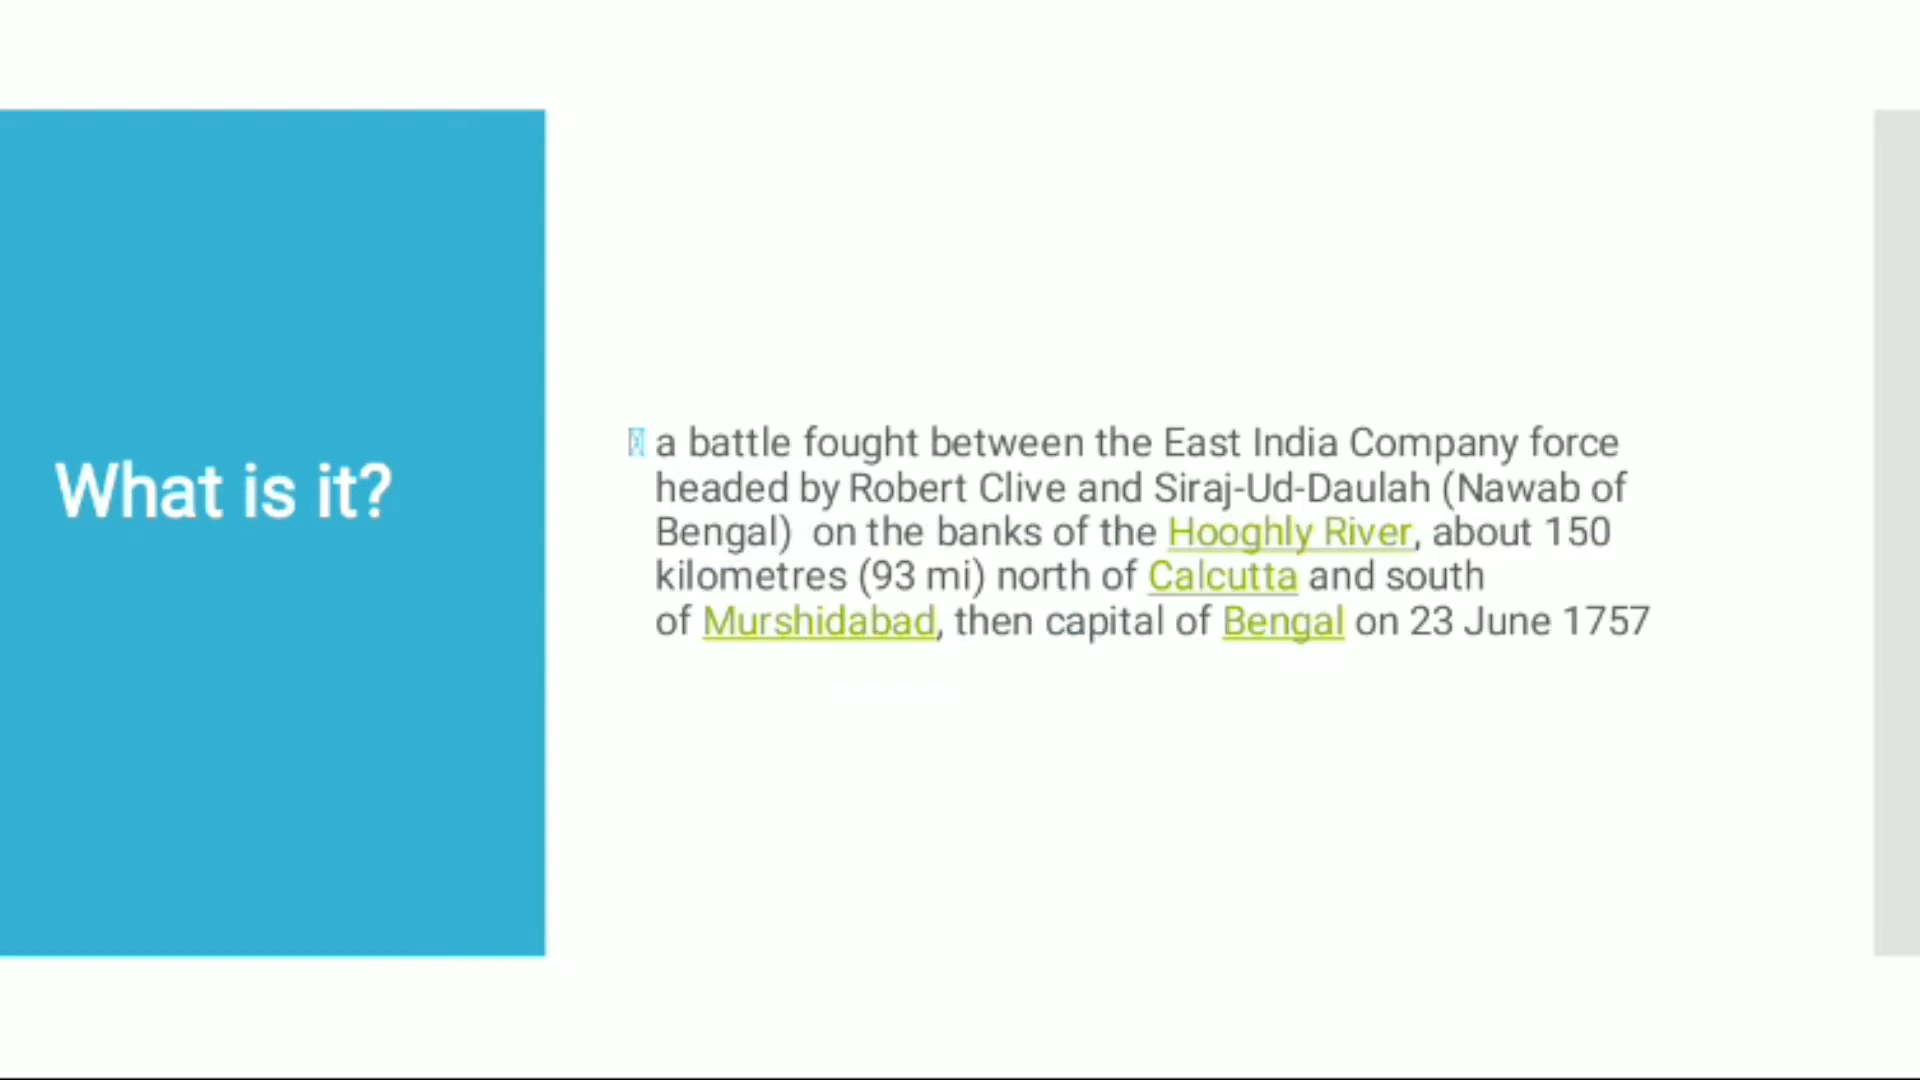 What is it?
a battle fought between the East India Company force
headed by Robert Clive and Siraj-Ud-Daulah (Nawab of
Bengal)  on the banks of the Hooghly River, about 150
kilometres (93 mi) north of Calcutta and south
of Murshidabad, then capital of Bengal on 23 June 1757